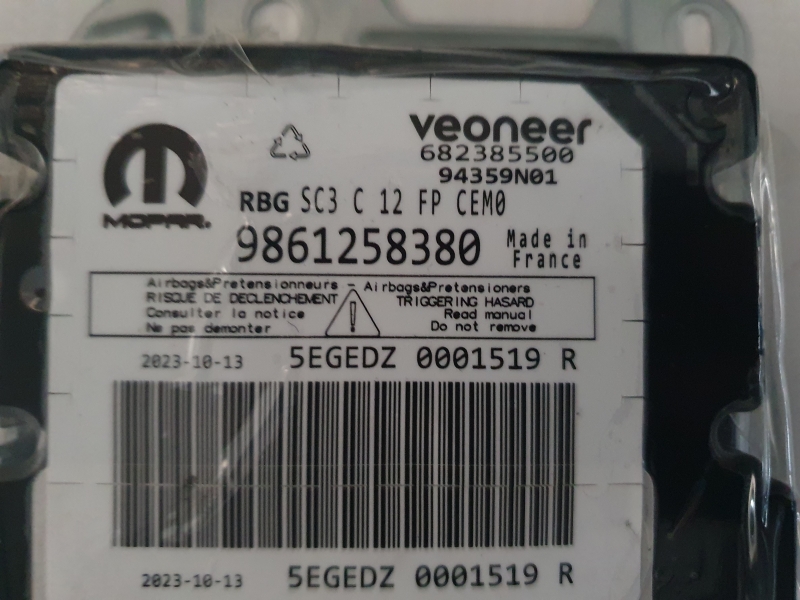 veoneer
682385500
94359N01
MOPAR.
RBG SC3 C 12 FP CEM0
9861258380
Made in
France
Airbags&Pretensionneurs - Airbags&Pretensioners
RISQUE DE DECLENCHEMENT TRIGGERING HASARD
Consulter la notice Read manual
Ne pas demonter Do not remove
2023-10-13 5EGEDZ 0001519 R
2023-10-13 5EGEDZ 0001519 R